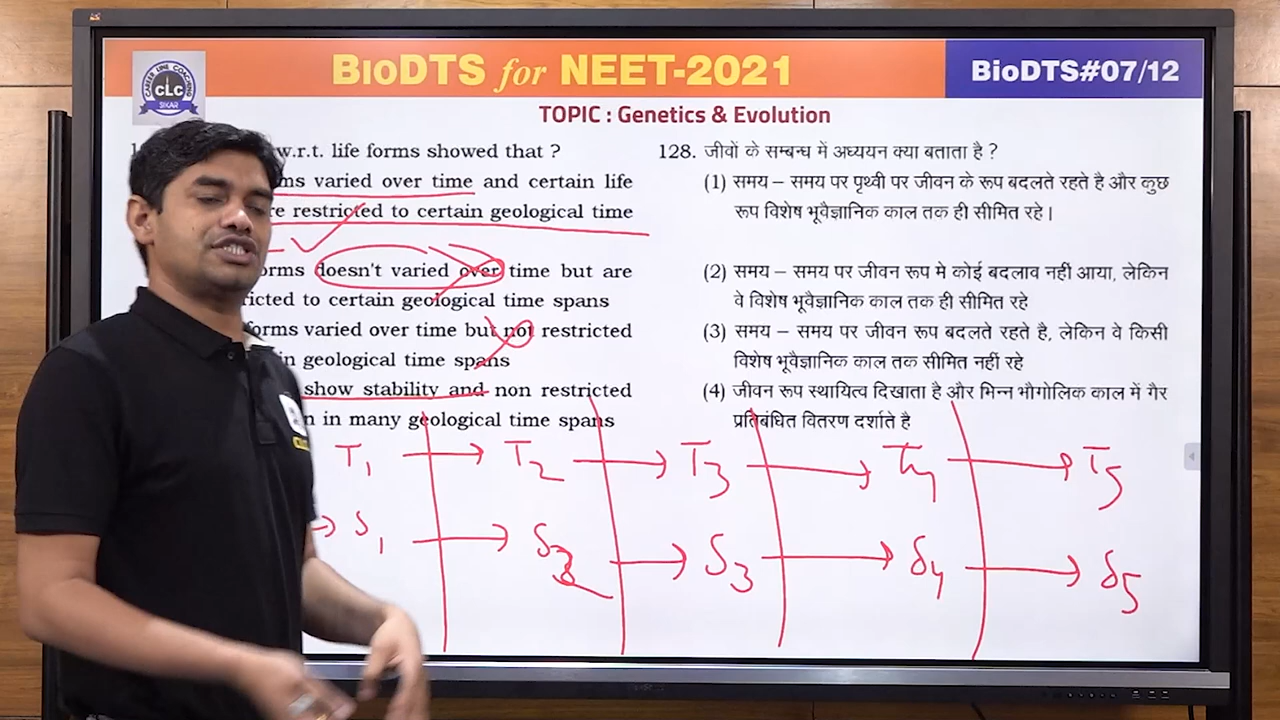 BIODTS for NEET-2021
BioDTS#07/12
CAREER LINE COACHING
CLC
SIKAR
TOPIC : Genetics & Evolution
w.r.t. life forms showed that ?
varied over time and certain life
restricted to certain geological time
doesn't varied over time but are
to certain geological time spans
forms varied over time but not restricted
geological time spans
show stability and non restricted
in many geological time spans
128. जीवों के सम्बन्ध में अध्ययन क्या बताता है ?
(1) समय – समय पर पृथ्वी पर जीवन के रूप बदलते रहते है और कुछ
रूप विशेष भूवैज्ञानिक काल तक ही सीमित रहे।
(2) समय – समय पर जीवन रूप मे कोई बदलाव नहीं आया, लेकिन
वे विशेष भूवैज्ञानिक काल तक ही सीमित रहे
(3) समय – समय पर जीवन रूप बदलते रहते है, लेकिन वे किसी
विशेष भूवैज्ञानिक काल तक सीमित नहीं रहे
(4) जीवन रूप स्थायित्व दिखाता है और भिन्न भौगोलिक काल में गैर
प्रतिबंधित वितरण दर्शाते है
T1 → T2 → T3 → T4 → T5
→ S1 → S2 → S3 → S4 → S5